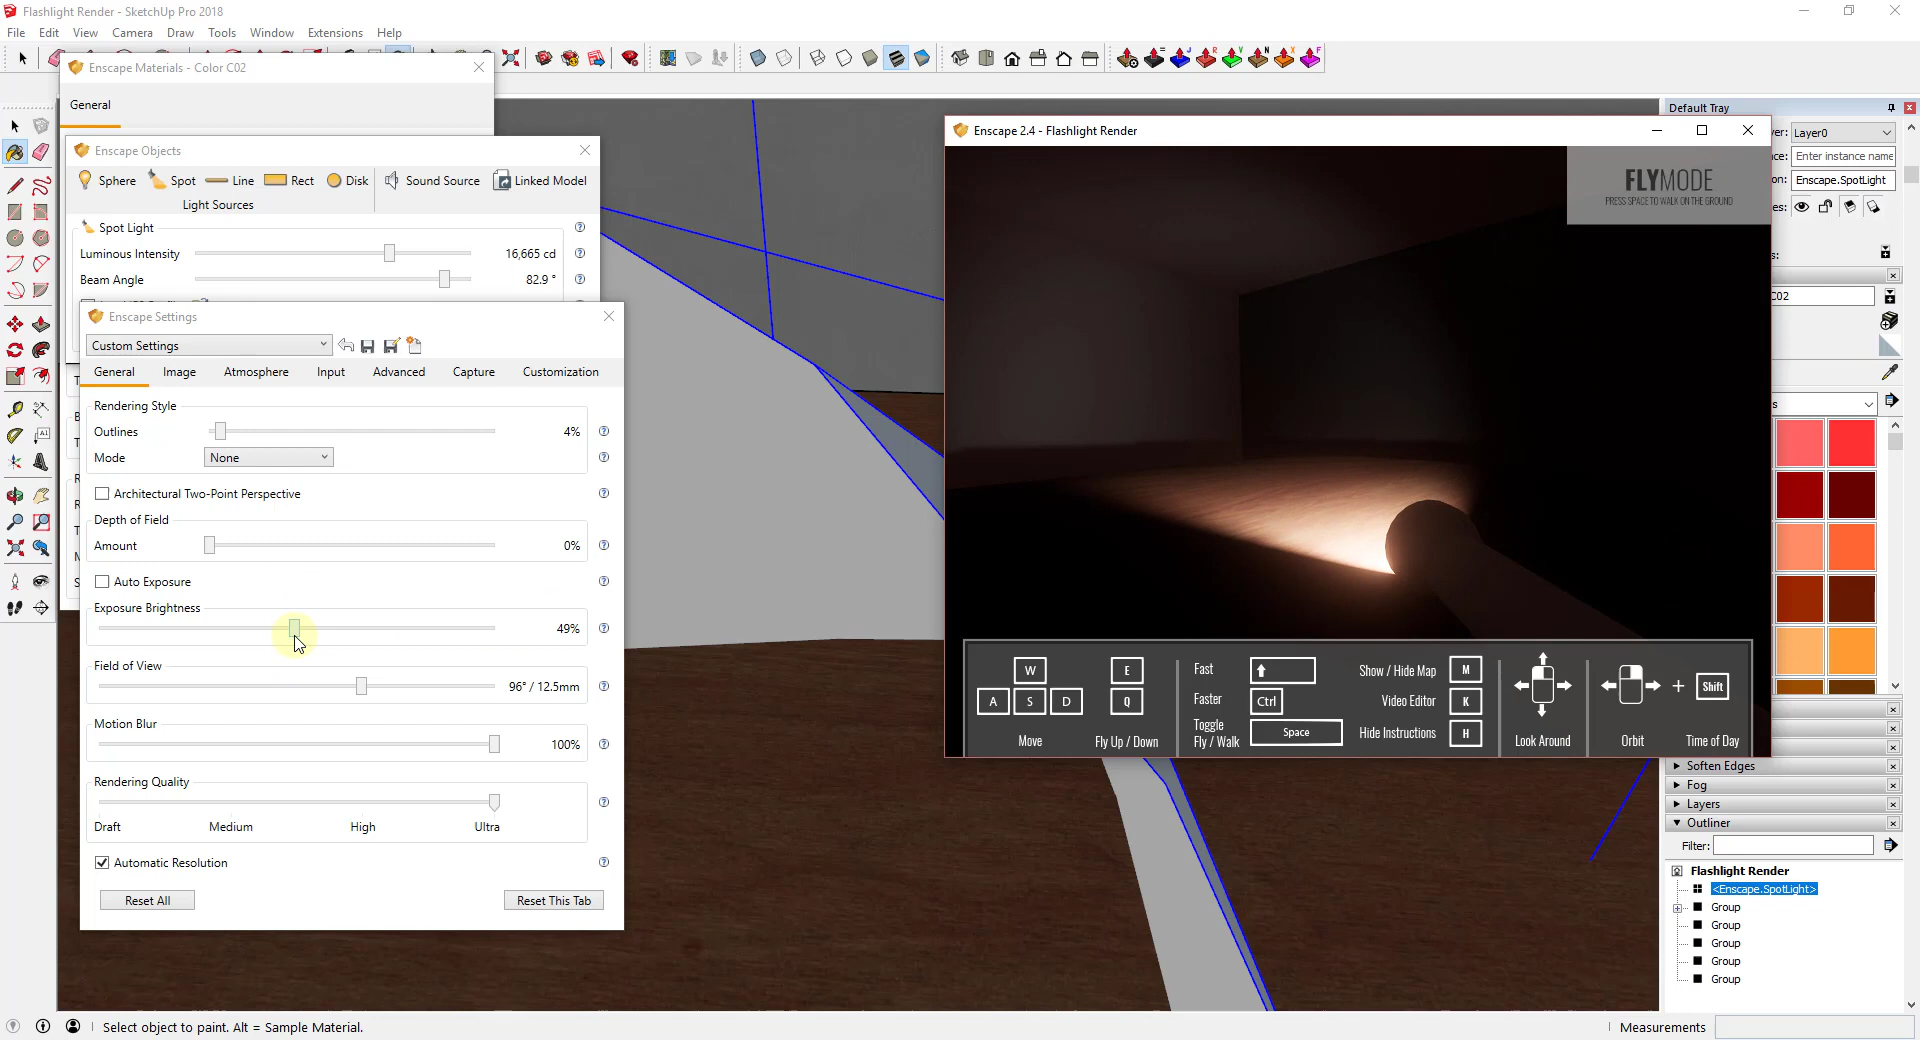 Flashlight Render - SketchUp Pro 2018
File Edit View Camera Draw Tools Window Extensions Help
Enscape Materials - Color C02
General
Enscape Objects
Sphere Spot Line Rect Disk Sound Source Linked Model
Light Sources
Spot Light
Luminous Intensity 16,665 cd
Beam Angle 82.9 °
Enscape Settings
Custom Settings
General Image Atmosphere Input Advanced Capture Customization
Rendering Style
Outlines 4%
Mode None
Architectural Two-Point Perspective
Depth of Field
Amount 0%
Auto Exposure
Exposure Brightness
49%
Field of View
96° / 12.5mm
Motion Blur
100%
Rendering Quality
Draft Medium High Ultra
Automatic Resolution
Reset All Reset This Tab
Enscape 2.4 - Flashlight Render
FLYMODE
PRESS SPACE TO WALK ON THE GROUND
W
A S D
Move
E
Q
Fly Up / Down
Fast
Faster Ctrl
Toggle
Fly / Walk Space
Show / Hide Map M
Video Editor K
Hide Instructions H
Look Around
Orbit
+ Shift
Time of Day
Default Tray
yer: Layer0
ce: Enter instance name
on: Enscape.SpotLight
es:
s:
C02
s
Soften Edges
Fog
Layers
Outliner
Filter:
Flashlight Render
<Enscape.SpotLight>
Group
Group
Group
Group
Group
Select object to paint. Alt = Sample Material.
Measurements